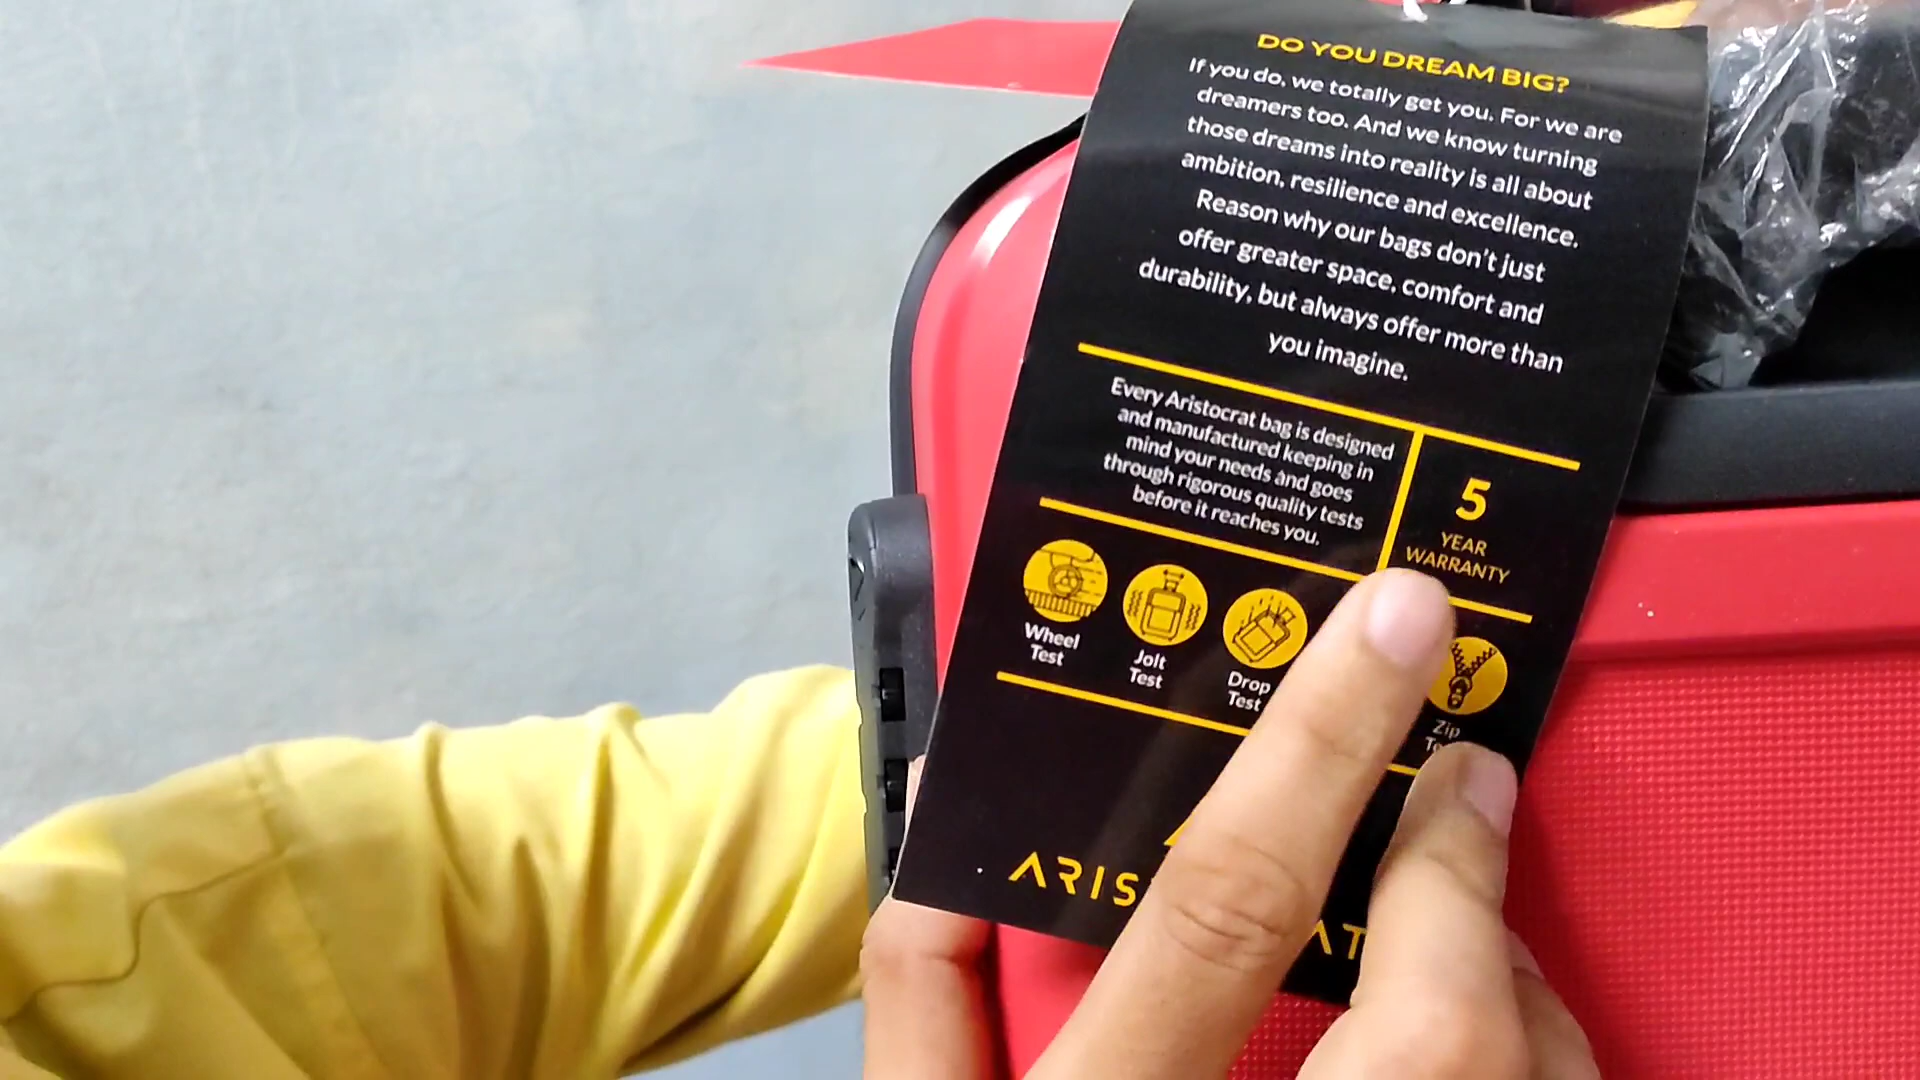 DO YOU DREAM BIG?
If you do, we totally get you. For we are
dreamers too. And we know turning
those dreams into reality is all about
ambition, resilience and excellence.
Reason why our bags don't just
offer greater space, comfort and
durability, but always offer more than
you imagine.
Every Aristocrat bag is designed
and manufactured keeping in
mind your needs and goes
through rigorous quality tests
before it reaches you.
5
YEAR
WARRANTY
Wheel
Test
Jolt
Test
Drop
Test
Zip